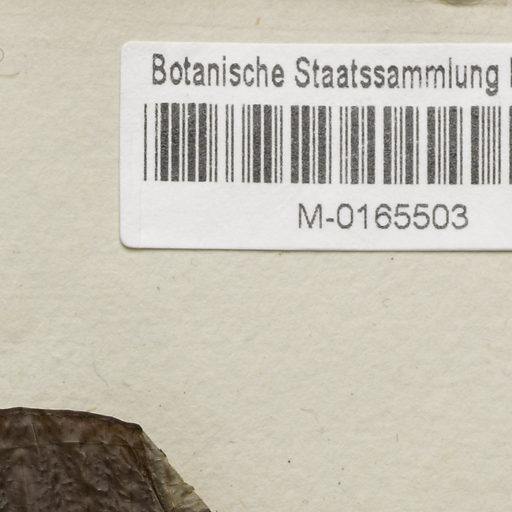 Botanische Staatssammlung
M-0165503